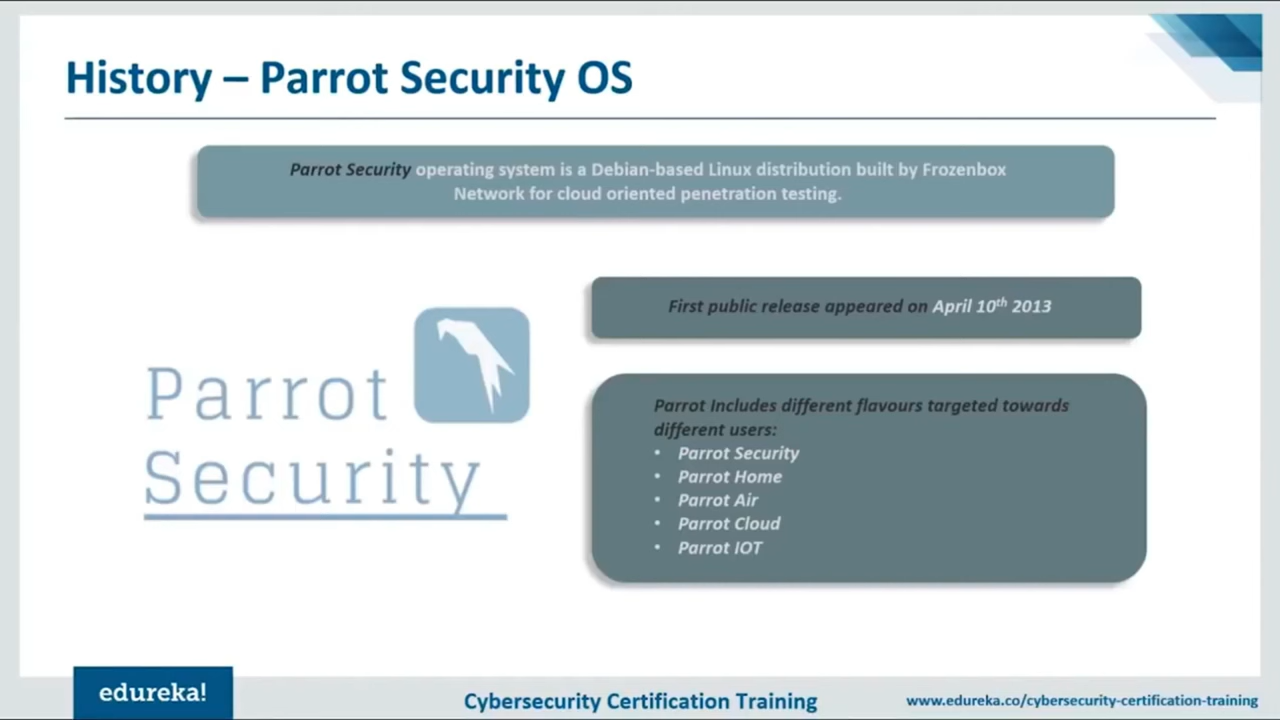 History – Parrot Security OS
Parrot Security operating system is a Debian-based Linux distribution built by Frozenbox
Network for cloud oriented penetration testing.
First public release appeared on April 10th 2013
Parrot
Security
Parrot Includes different flavours targeted towards
different users:
• Parrot Security
• Parrot Home
• Parrot Air
• Parrot Cloud
• Parrot IOT
edureka!
Cybersecurity Certification Training
www.edureka.co/cybersecurity-certification-training